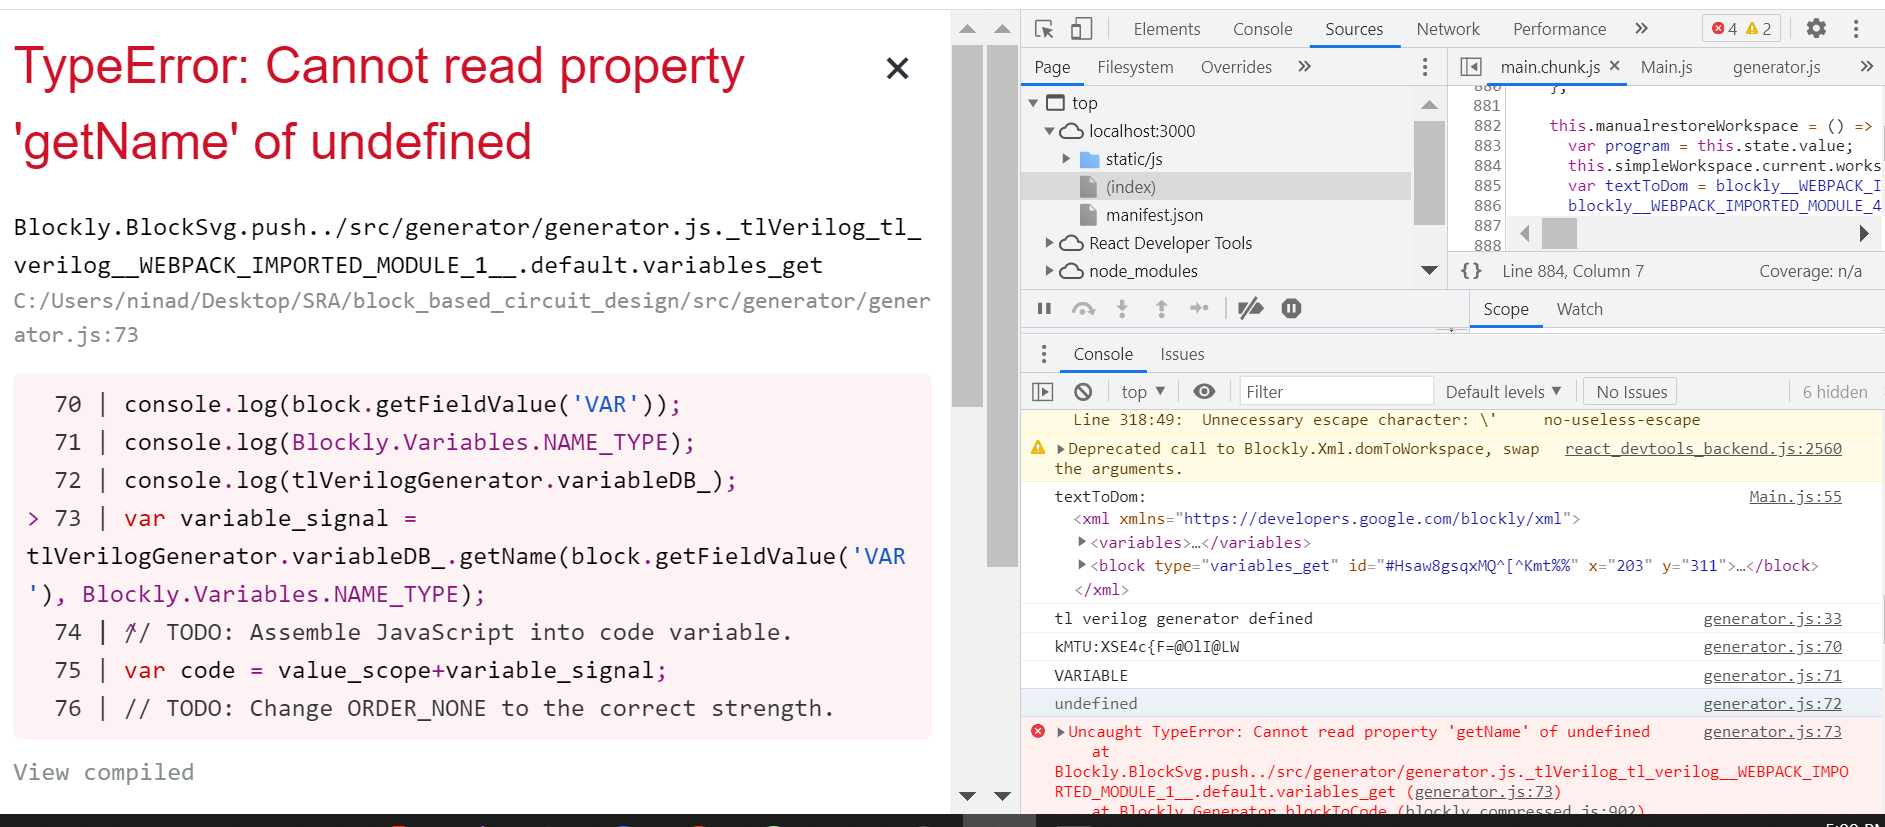 TypeError: Cannot read property
'getName' of undefined
×
Blockly.BlockSvg.push../src/generator/generator.js._tlVerilog_tl_
verilog__WEBPACK_IMPORTED_MODULE_1__.default.variables_get
C:/Users/ninad/Desktop/SRA/block_based_circuit_design/src/generator/gener
ator.js:73
70 | console.log(block.getFieldValue('VAR'));
71 | console.log(Blockly.Variables.NAME_TYPE);
72 | console.log(tlVerilogGenerator.variableDB_);
> 73 | var variable_signal =
tlVerilogGenerator.variableDB_.getName(block.getFieldValue('VAR
'), Blockly.Variables.NAME_TYPE);
74 | // TODO: Assemble JavaScript into code variable.
75 | var code = value_scope+variable_signal;
76 | // TODO: Change ORDER_NONE to the correct strength.
View compiled
Elements Console Sources Network Performance » 4 2
Page Filesystem Overrides »
top
localhost:3000
static/js
(index)
manifest.json
React Developer Tools
node_modules
main.chunk.js × Main.js generator.js »
880 };
881
882 this.manualrestoreWorkspace = () =>
883 var program = this.state.value;
884 this.simpleWorkspace.current.works
885 var textToDom = blockly__WEBPACK_I
886 blockly__WEBPACK_IMPORTED_MODULE_4
887
888
{} Line 884, Column 7 Coverage: n/a
Scope Watch
Console Issues
top Filter Default levels No Issues 6 hidden
Line 318:49: Unnecessary escape character: \' no-useless-escape
Deprecated call to Blockly.Xml.domToWorkspace, swap react_devtools_backend.js:2560
the arguments.
textToDom: Main.js:55
<xml xmlns="https://developers.google.com/blockly/xml">
<variables>…</variables>
<block type="variables_get" id="#Hsaw8gsqxMQ^[^Kmt%%" x="203" y="311">…</block>
</xml>
tl verilog generator defined generator.js:33
kMTU:XSE4c{F=@OlI@LW generator.js:70
VARIABLE generator.js:71
undefined generator.js:72
Uncaught TypeError: Cannot read property 'getName' of undefined generator.js:73
at
Blockly.BlockSvg.push../src/generator/generator.js._tlVerilog_tl_verilog__WEBPACK_IMPO
RTED_MODULE_1__.default.variables_get (generator.js:73)
at Blockly.Generator.blockToCode (blockly_compressed.js:902)